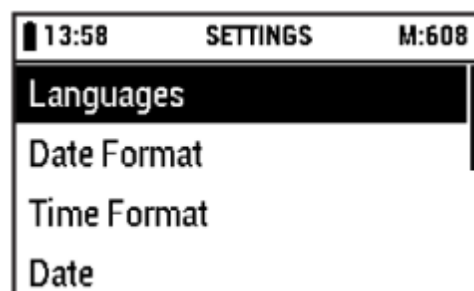 13:58 SETTINGS M:608
Languages
Date Format
Time Format
Date